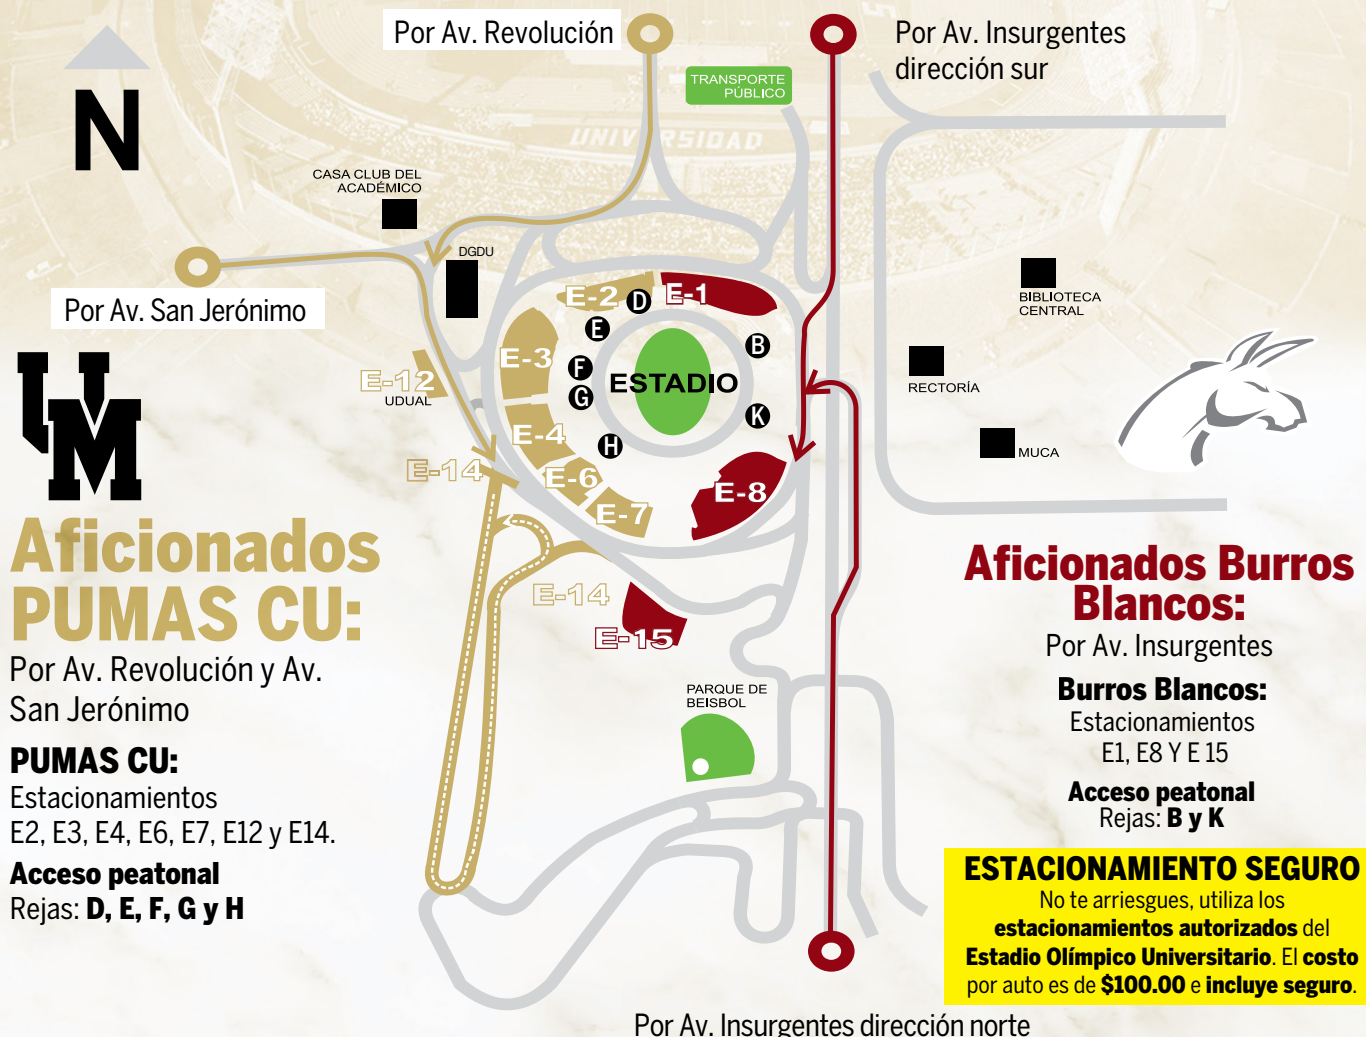 Por Av. Revolución
Por Av. Insurgentes
dirección sur
TRANSPORTE
PÚBLICO
N
UNIVERSIDAD
CASA CLUB DEL
ACADÉMICO
DGDU
Por Av. San Jerónimo
BIBLIOTECA
CENTRAL
RECTORÍA
MUCA
E-2
D
E-1
E
B
E-3
F
ESTADIO
G
K
E-12
UDUAL
E-4
H
E-14
E-6
E-8
E-7
E-14
E-15
PARQUE DE
BEISBOL
UM
Aficionados
PUMAS CU:
Por Av. Revolución y Av.
San Jerónimo
PUMAS CU:
Estacionamientos
E2, E3, E4, E6, E7, E12 y E14.
Acceso peatonal
Rejas: D, E, F, G y H
Aficionados Burros
Blancos:
Por Av. Insurgentes
Burros Blancos:
Estacionamientos
E1, E8 Y E 15
Acceso peatonal
Rejas: B y K
ESTACIONAMIENTO SEGURO
No te arriesgues, utiliza los
estacionamientos autorizados del
Estadio Olímpico Universitario. El costo
por auto es de $100.00 e incluye seguro.
Por Av. Insurgentes dirección norte